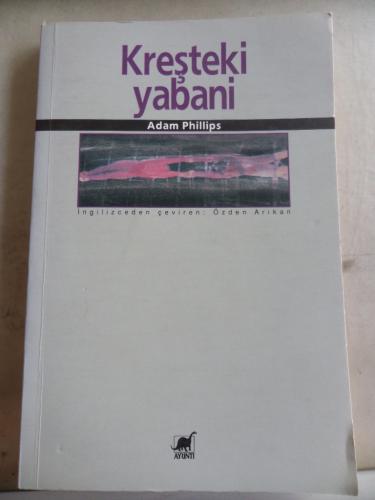 Kreşteki
yabani
Adam Phillips
İngilizceden çeviren: Özden Arıkan
AYRINTI